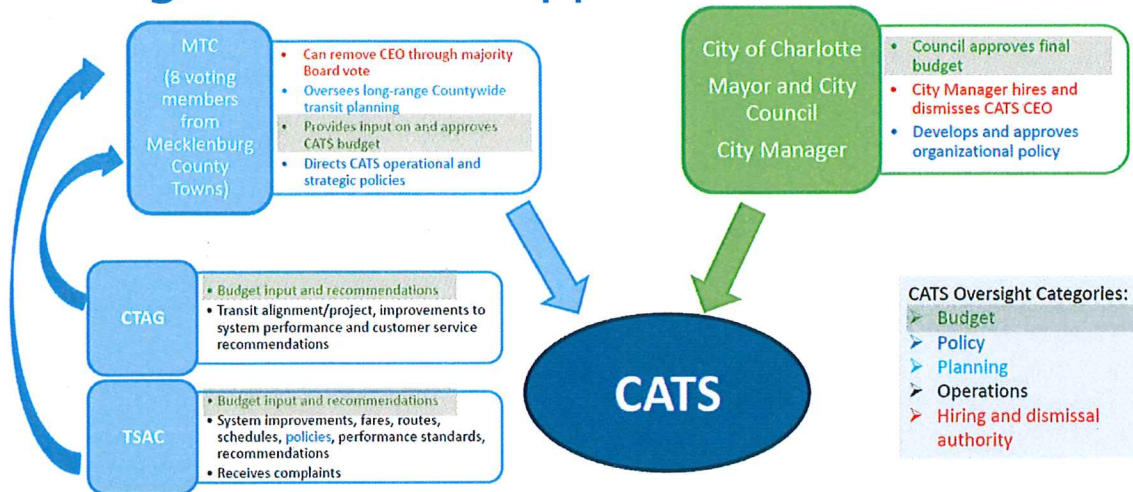 MTC
(8 voting
members
from
Mecklenburg
County
Towns)
• Can remove CEO through majority
Board vote
• Oversees long-range Countywide
transit planning
• Provides input on and approves
CATS budget
• Directs CATS operational and
strategic policies
City of Charlotte
Mayor and City
Council
City Manager
• Council approves final
budget
• City Manager hires and
dismisses CATS CEO
• Develops and approves
organizational policy
CTAG
• Budget input and recommendations
• Transit alignment/project, improvements to
system performance and customer service
recommendations
TSAC
• Budget input and recommendations
• System improvements, fares, routes,
schedules, policies, performance standards,
recommendations
• Receives complaints
CATS
CATS Oversight Categories:
➢ Budget
➢ Policy
➢ Planning
➢ Operations
➢ Hiring and dismissal
authority